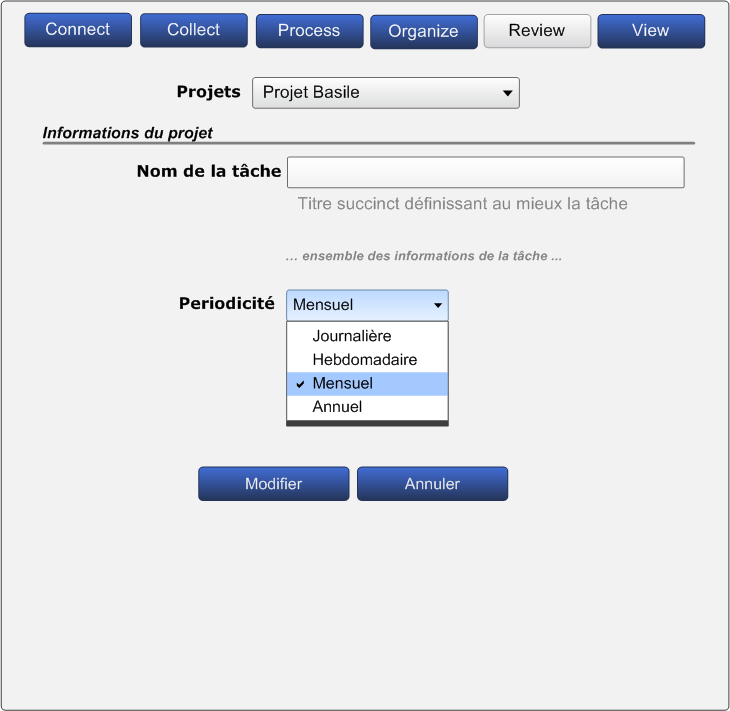 Connect Collect Process Organize Review View
Projets Projet Basile
Informations du projet
Nom de la tâche
Titre succinct définissant au mieux la tâche
... ensemble des informations de la tâche ...
Periodicité Mensuel
Journalière
Hebdomadaire
Mensuel
Annuel
Modifier Annuler